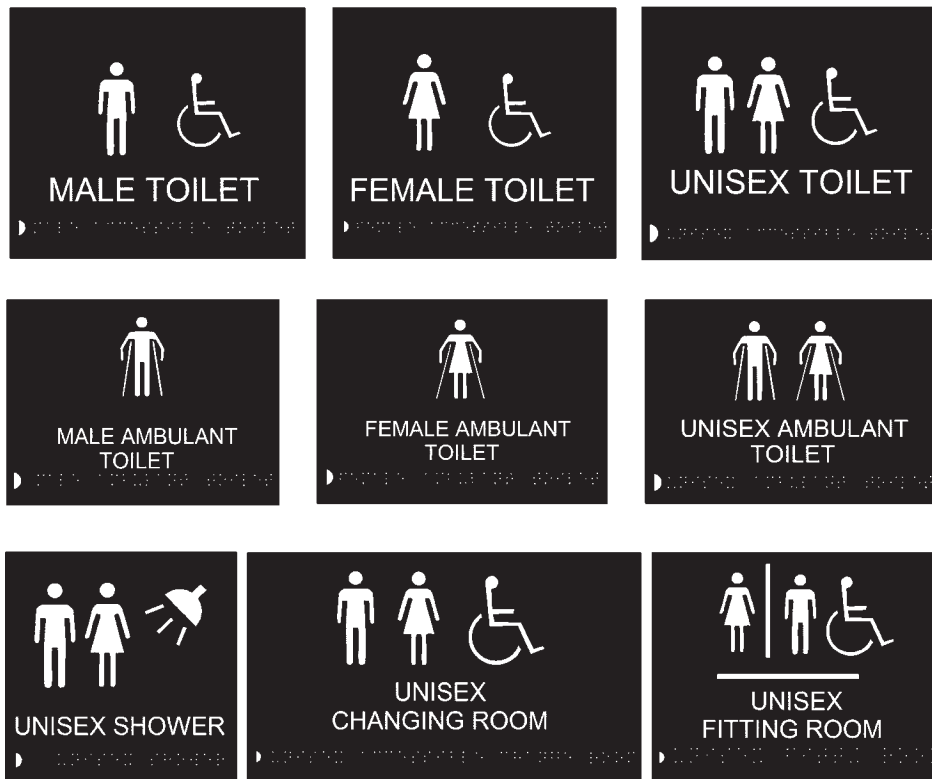 MALE TOILET
FEMALE TOILET
UNISEX TOILET
MALE AMBULANT
TOILET
FEMALE AMBULANT
TOILET
UNISEX AMBULANT
TOILET
UNISEX SHOWER
UNISEX
CHANGING ROOM
UNISEX
FITTING ROOM